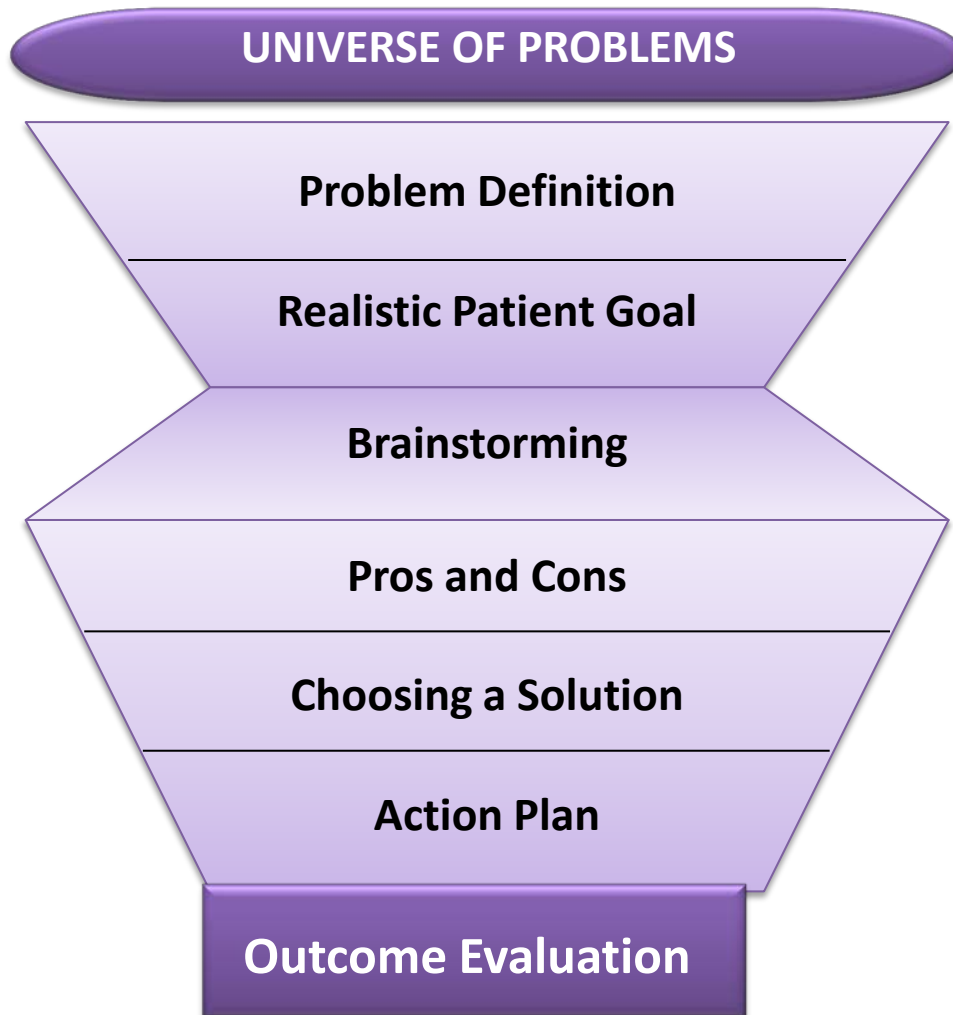 UNIVERSE OF PROBLEMS
Problem Definition
Realistic Patient Goal
Brainstorming
Pros and Cons
Choosing a Solution
Action Plan
Outcome Evaluation